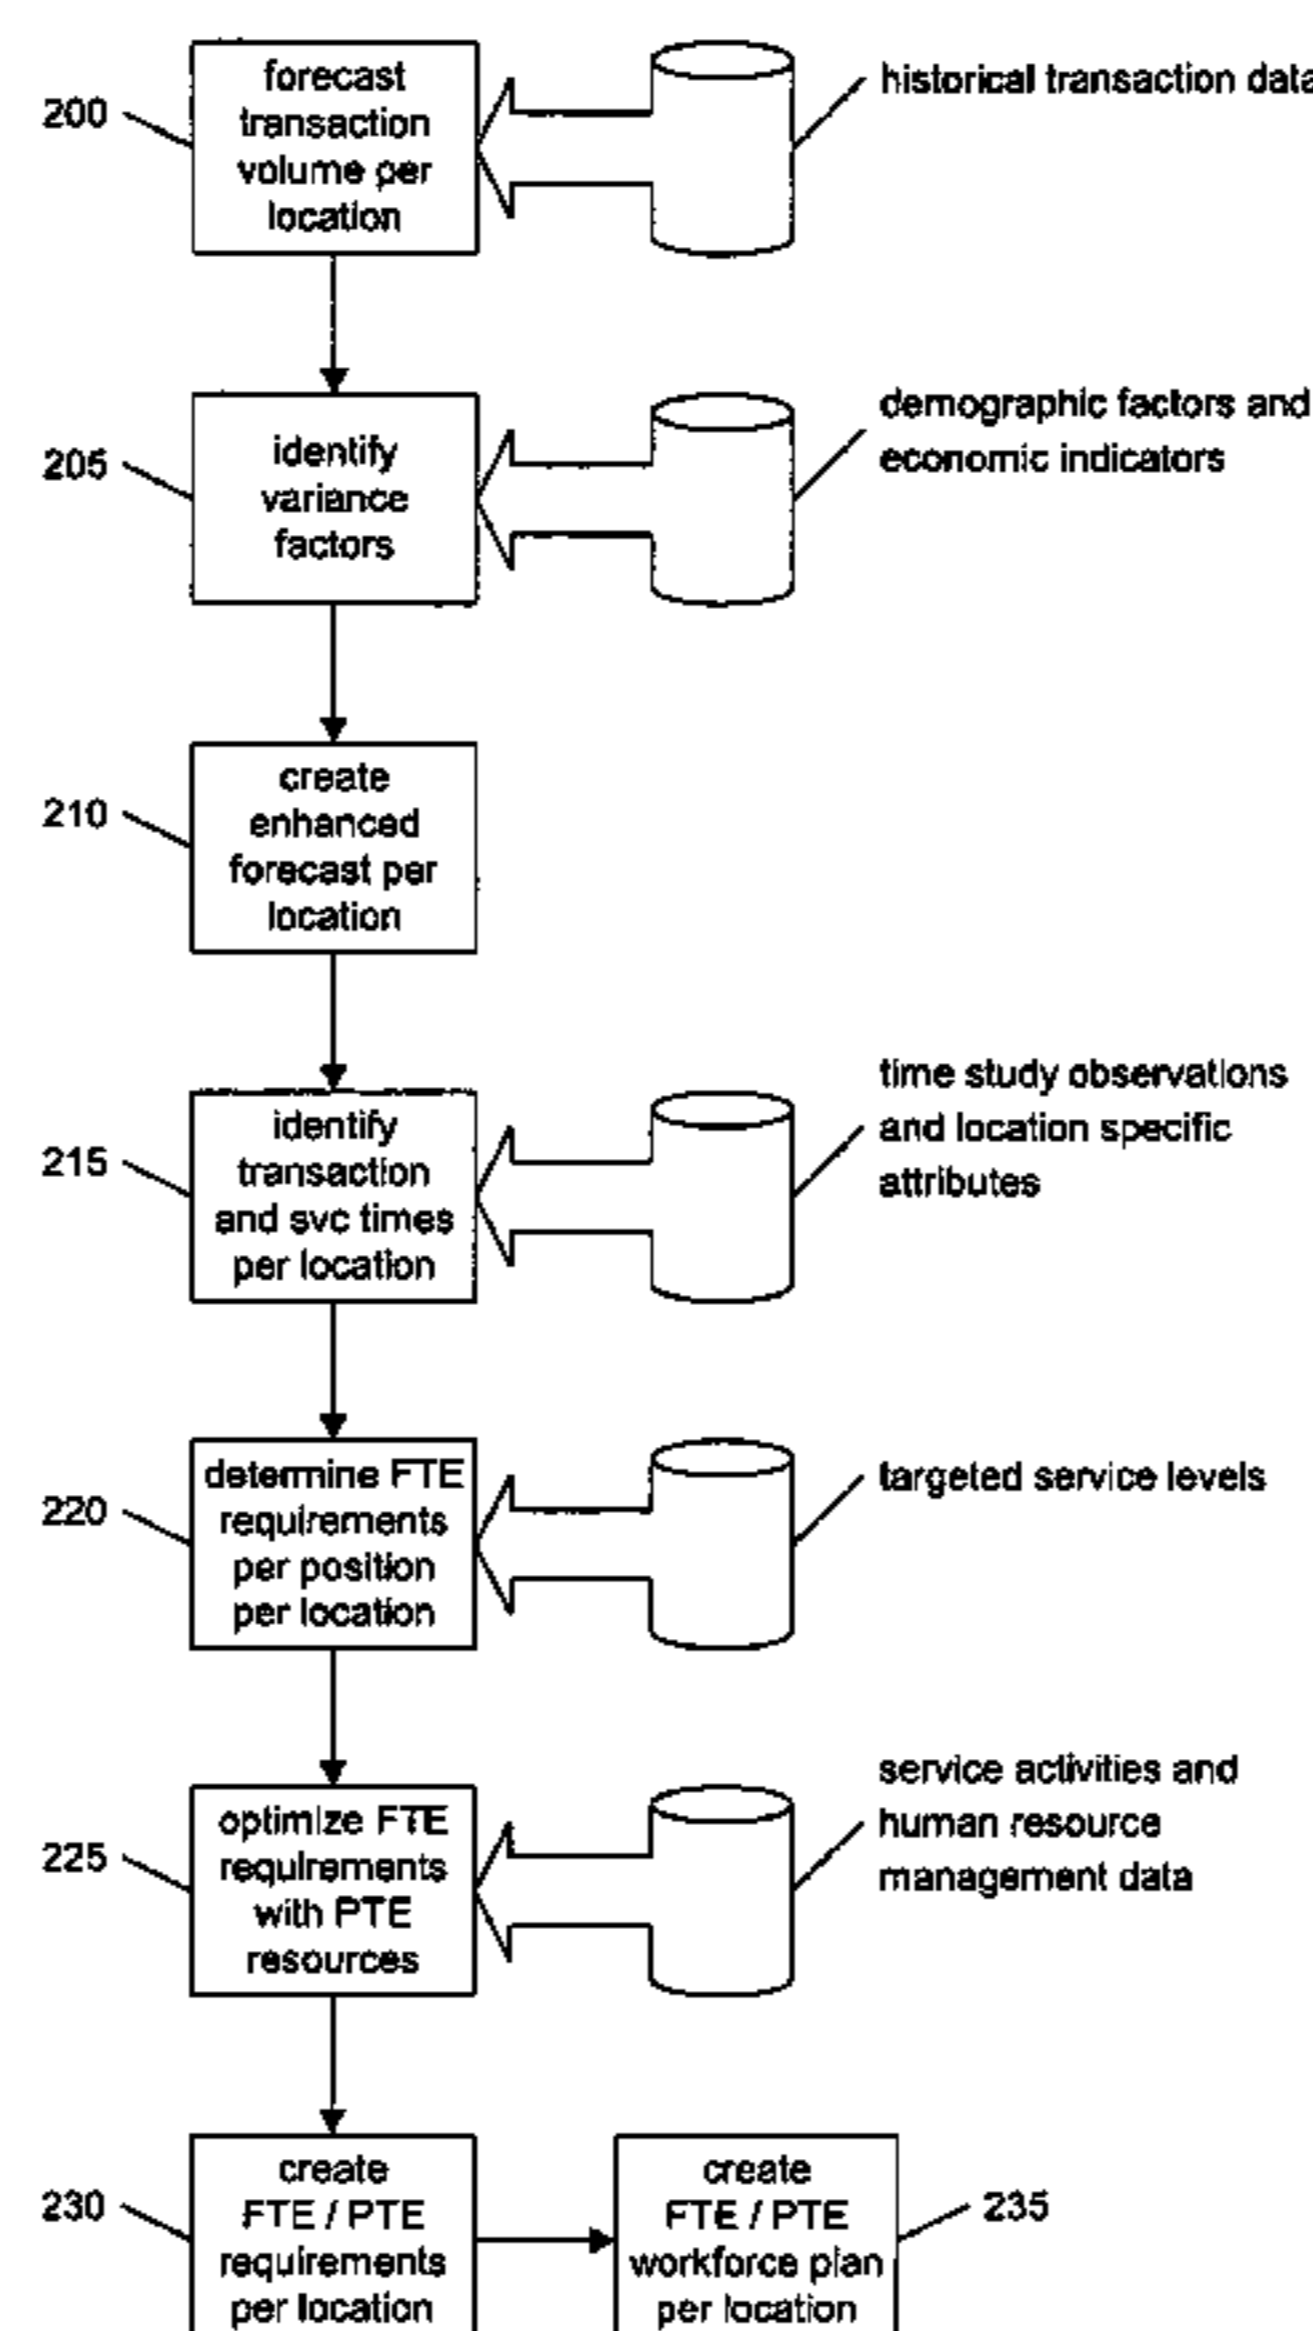 forecast
transaction
volume per
location
200
historical transaction data
identify
variance
factors
205
demographic factors and
economic indicators
create
enhanced
forecast per
location
210
identify
transaction
and svc times
per location
215
time study observations
and location specific
attributes
determine FTE
requirements
per position
per location
220
targeted service levels
optimize FTE
requirements
with PTE
resources
225
service activities and
human resource
management data
create
FTE / PTE
requirements
per location
230
create
FTE / PTE
workforce plan
per location
235